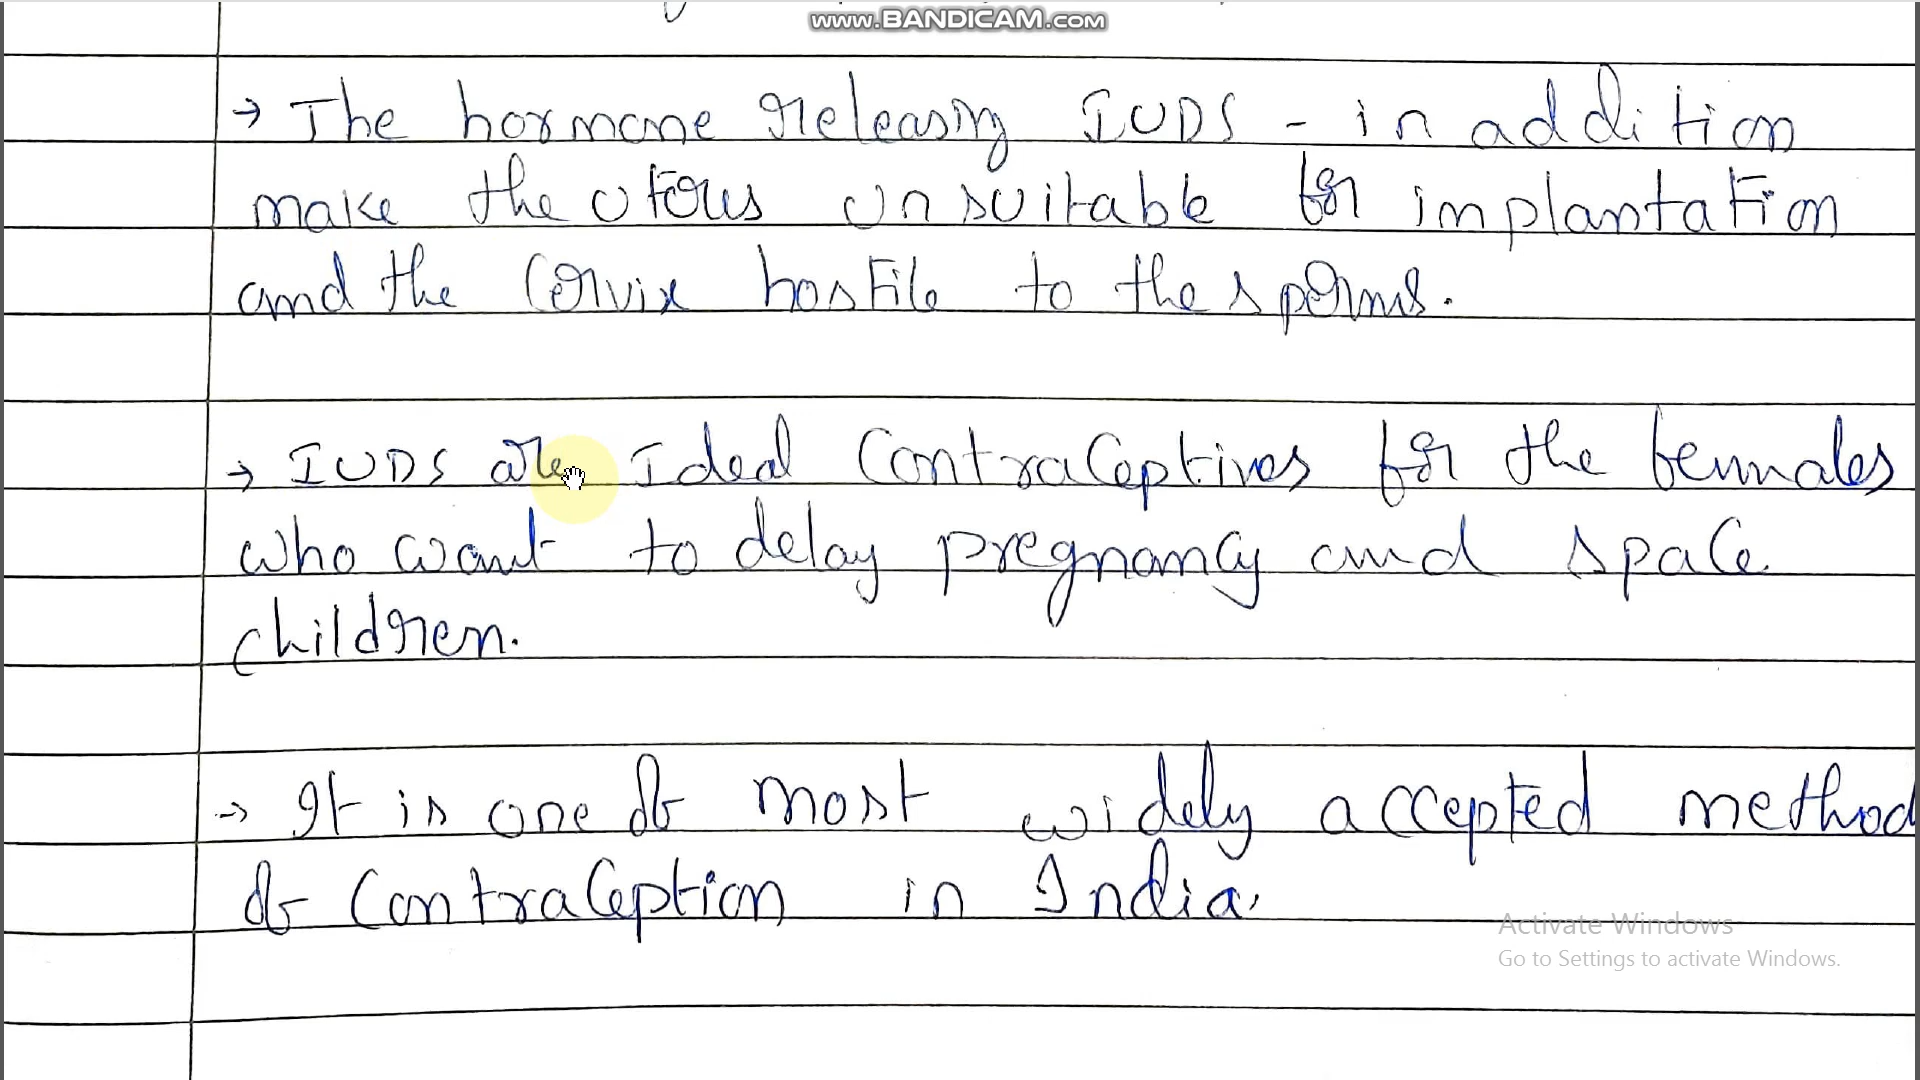 www.BANDICAM.com
→ The hormone releasing IUDS - in addition
make the uterus unsuitable for implantation
and the Cervix hostile to the sperms.
→ IUDS are Ideal Contraceptives for the females
who want to delay pregnancy and space
children.
→ It is one of most widely accepted method
of Contraception in India.
Activate Windows
Go to Settings to activate Windows.